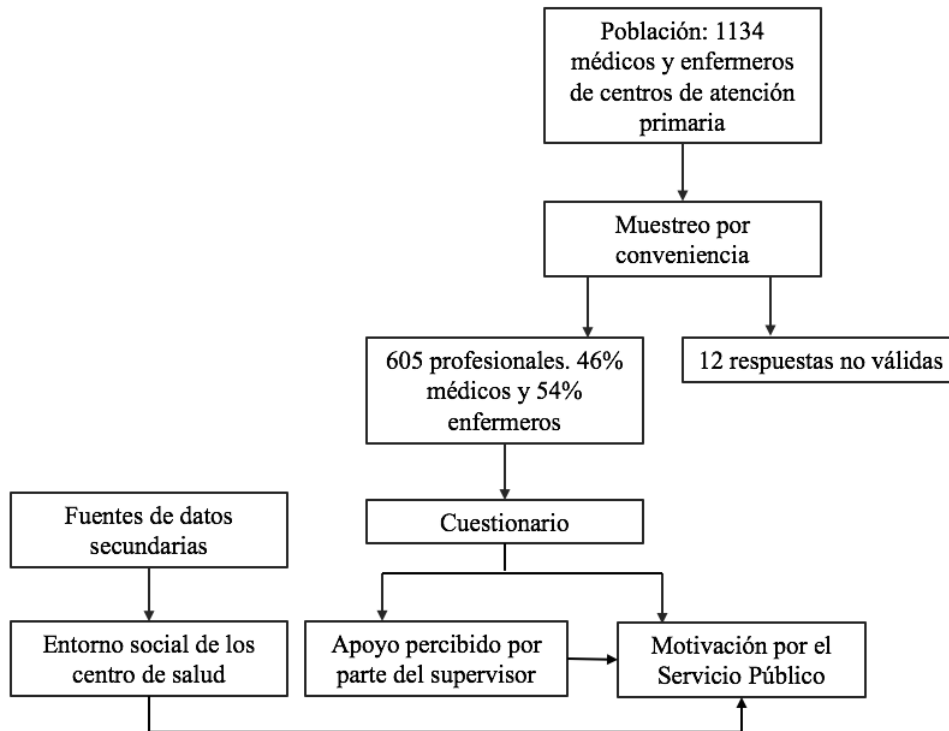 Población: 1134
médicos y enfermeros
de centros de atención
primaria
Muestreo por
conveniencia
605 profesionales. 46%
médicos y 54%
enfermeros
12 respuestas no válidas
Cuestionario
Fuentes de datos
secundarias
Entorno social de los
centro de salud
Apoyo percibido por
parte del supervisor
Motivación por el
Servicio Público